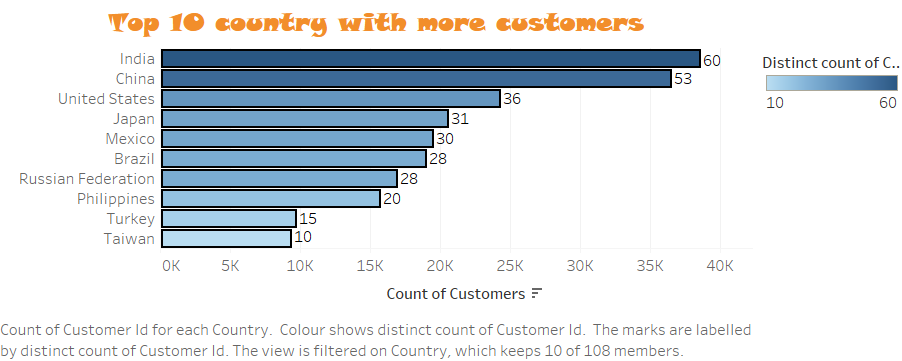 Top 10 country with more customers
India 60
China 53
United States 36
Japan 31
Mexico 30
Brazil 28
Russian Federation 28
Philippines 20
Turkey 15
Taiwan 10
0K 5K 10K 15K 20K 25K 30K 35K 40K
Count of Customers
Distinct count of C..
10 60
Count of Customer Id for each Country. Colour shows distinct count of Customer Id. The marks are labelled
by distinct count of Customer Id. The view is filtered on Country, which keeps 10 of 108 members.